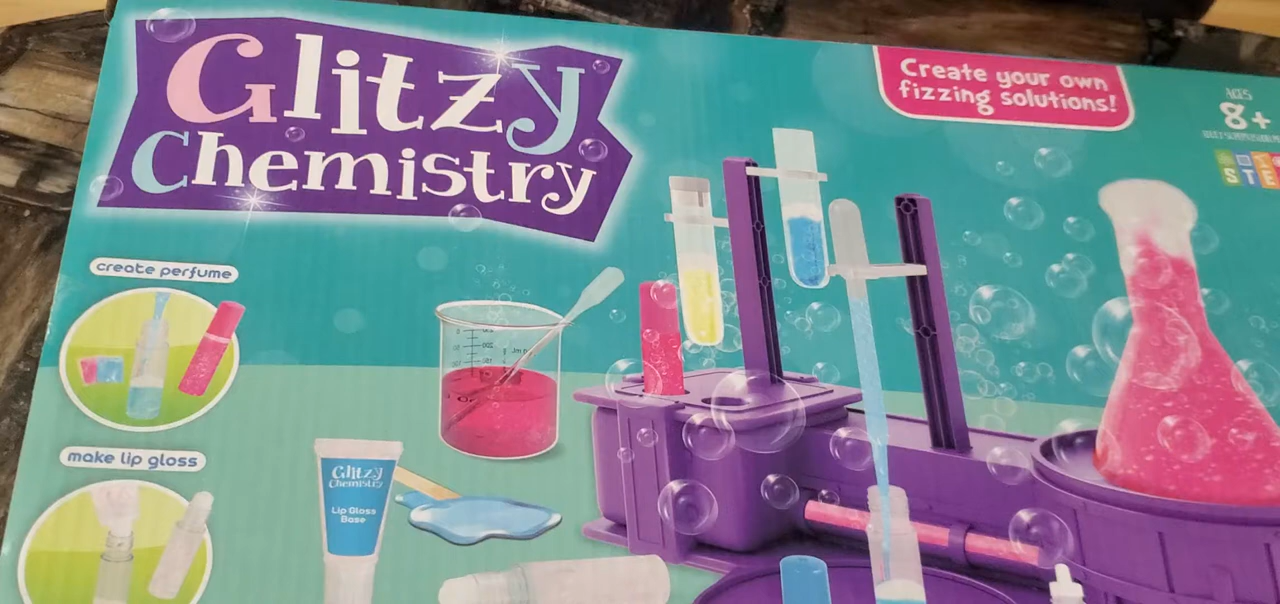 Glitzy
Chemistry
Create your own
fizzing solutions!
AGES
8+
STE
create perfume
make lip gloss
Glitzy
Chemistry
Lip Gloss
Base